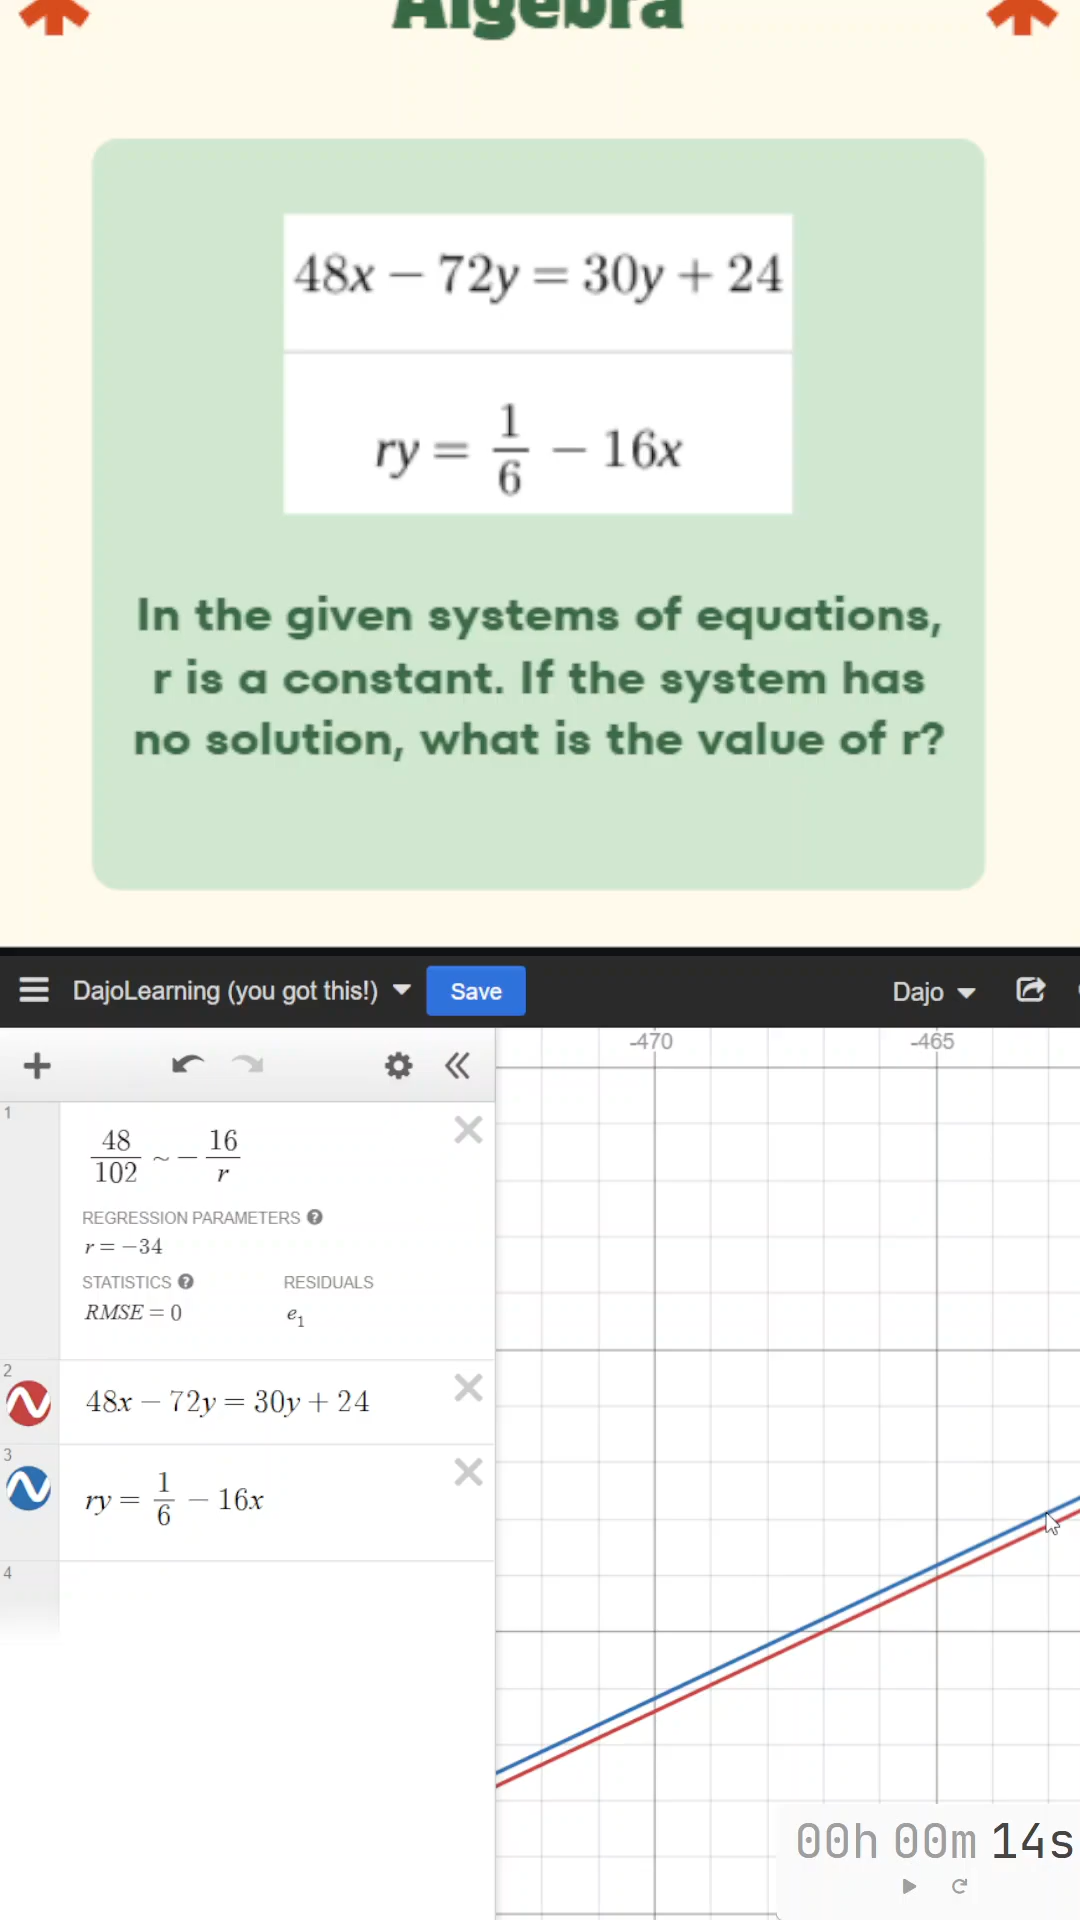 Algebra
48x − 72y = 30y + 24
ry = 1/6 − 16x
In the given systems of equations,
r is a constant. If the system has
no solution, what is the value of r?
DajoLearning (you got this!)
Save
Dajo
-470
-465
1
48/102 ~ − 16/r
REGRESSION PARAMETERS ?
r = −34
STATISTICS ?
RESIDUALS
RMSE = 0
e₁
2
48x − 72y = 30y + 24
3
ry = 1/6 − 16x
4
00h 00m 14s